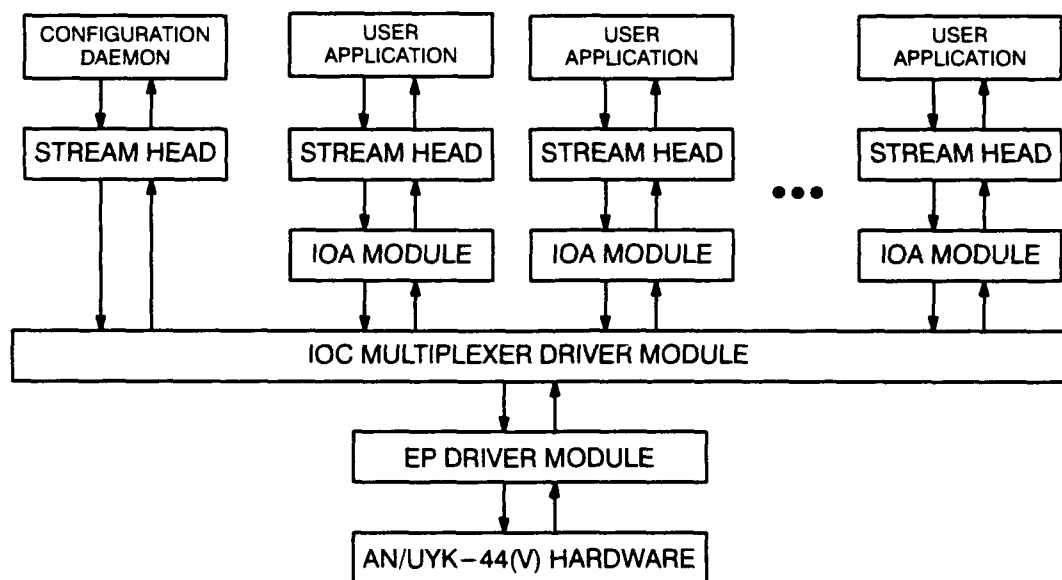 CONFIGURATION
DAEMON
USER
APPLICATION
USER
APPLICATION
USER
APPLICATION
STREAM HEAD
STREAM HEAD
STREAM HEAD
STREAM HEAD
IOA MODULE
IOA MODULE
IOA MODULE
IOC MULTIPLEXER DRIVER MODULE
EP DRIVER MODULE
AN/UYK-44(V) HARDWARE